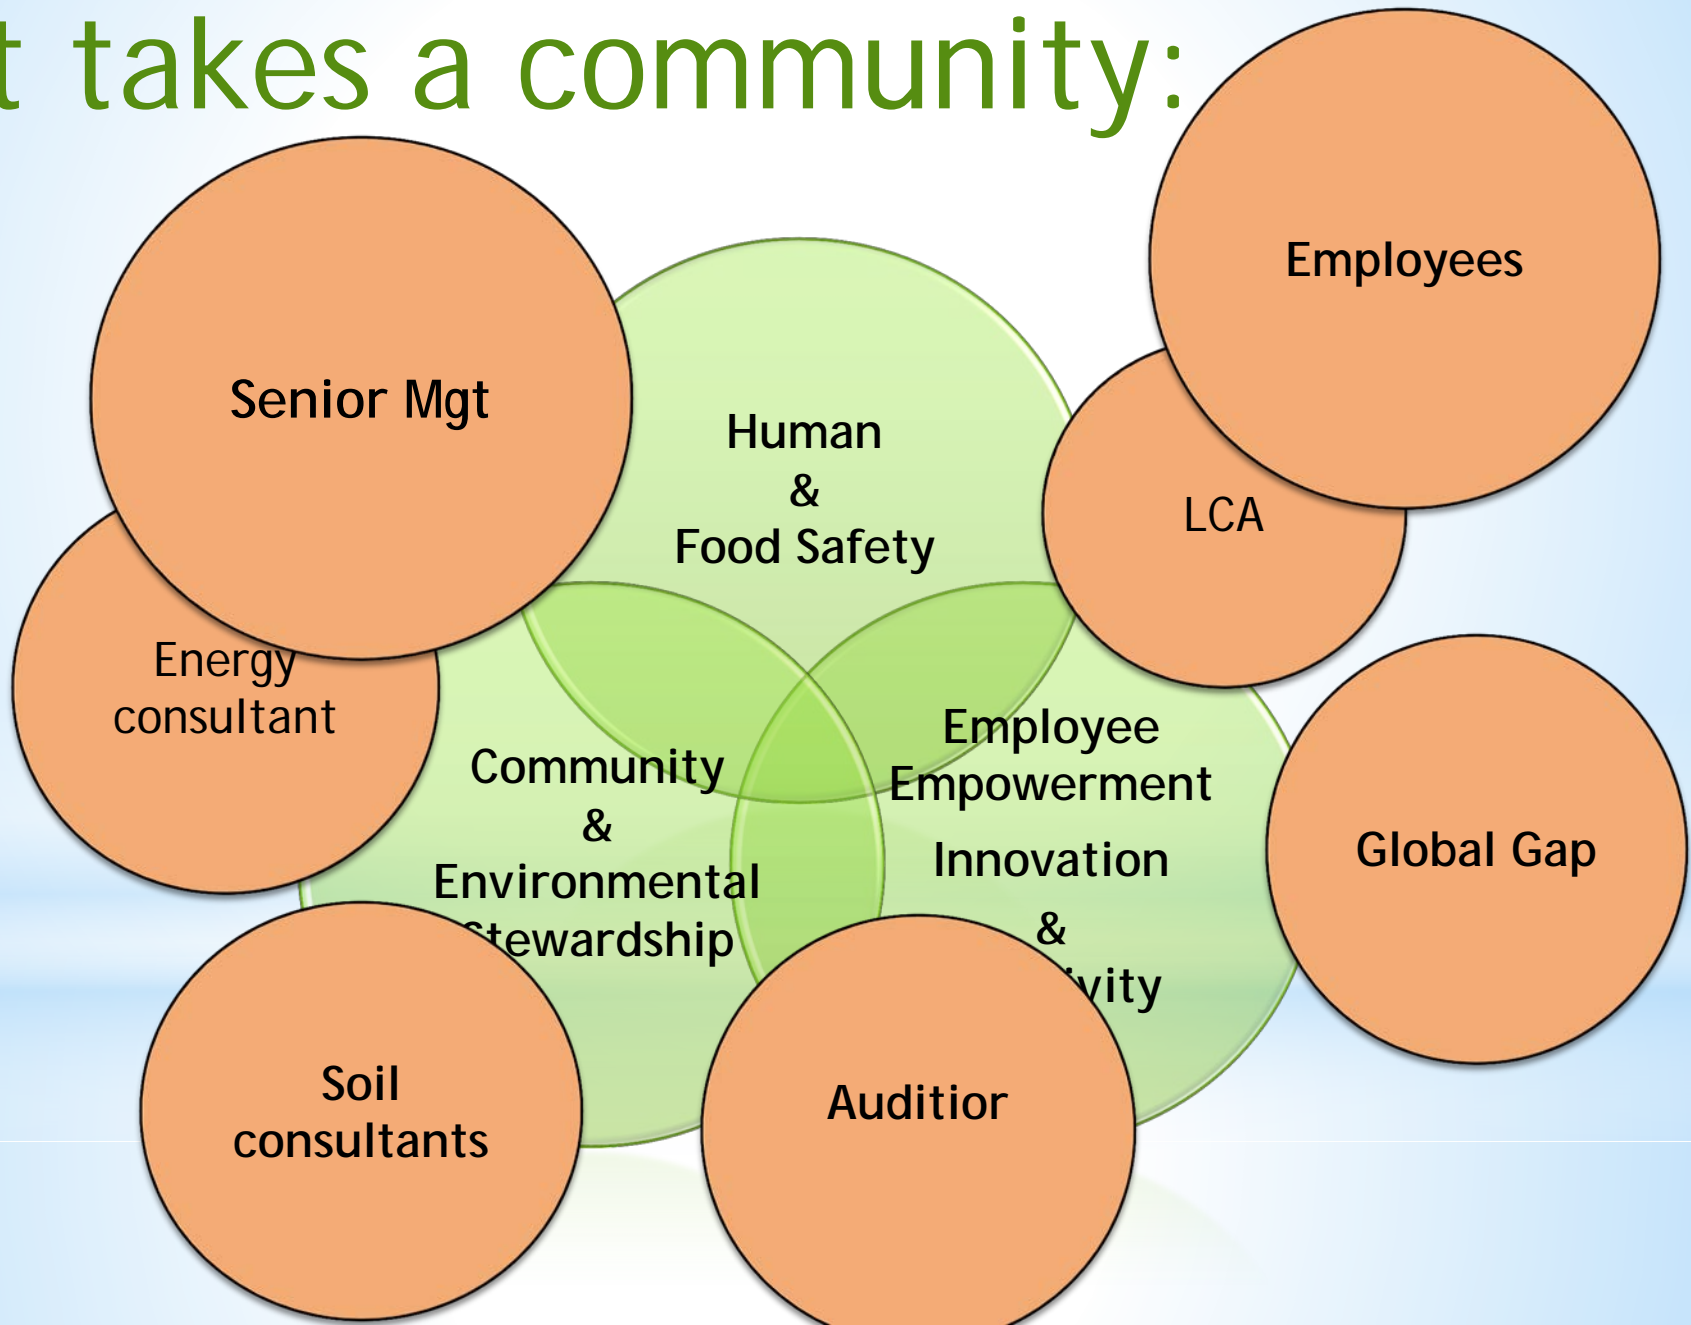 t takes a community:
Employees
Senior Mgt
Human
&
Food Safety
LCA
Energy
consultant
Employee
Empowerment
Innovation
&
vity
Community
&
Environmental
Stewardship
Global Gap
Soil
consultants
Auditior